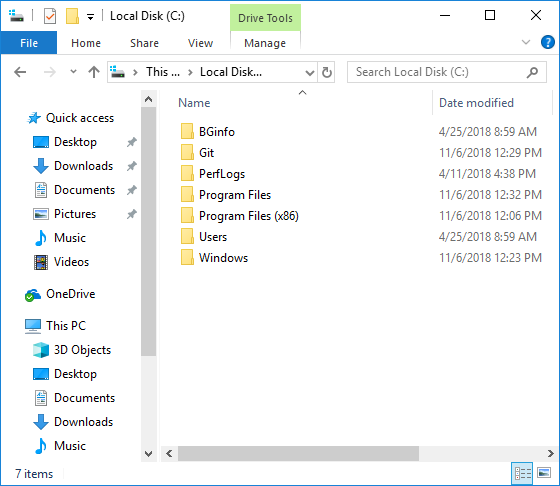 Local Disk (C:)
Drive Tools
File
Home
Share
View
Manage
This ...
Local Disk...
Search Local Disk (C:)
Quick access
Desktop
Downloads
Documents
Pictures
Music
Videos
OneDrive
This PC
3D Objects
Desktop
Documents
Downloads
Music
Name Date modified
BGinfo 4/25/2018 8:59 AM
Git 11/6/2018 12:29 PM
PerfLogs 4/11/2018 4:38 PM
Program Files 11/6/2018 12:32 PM
Program Files (x86) 11/6/2018 12:06 PM
Users 4/25/2018 8:59 AM
Windows 11/6/2018 12:23 PM
7 items